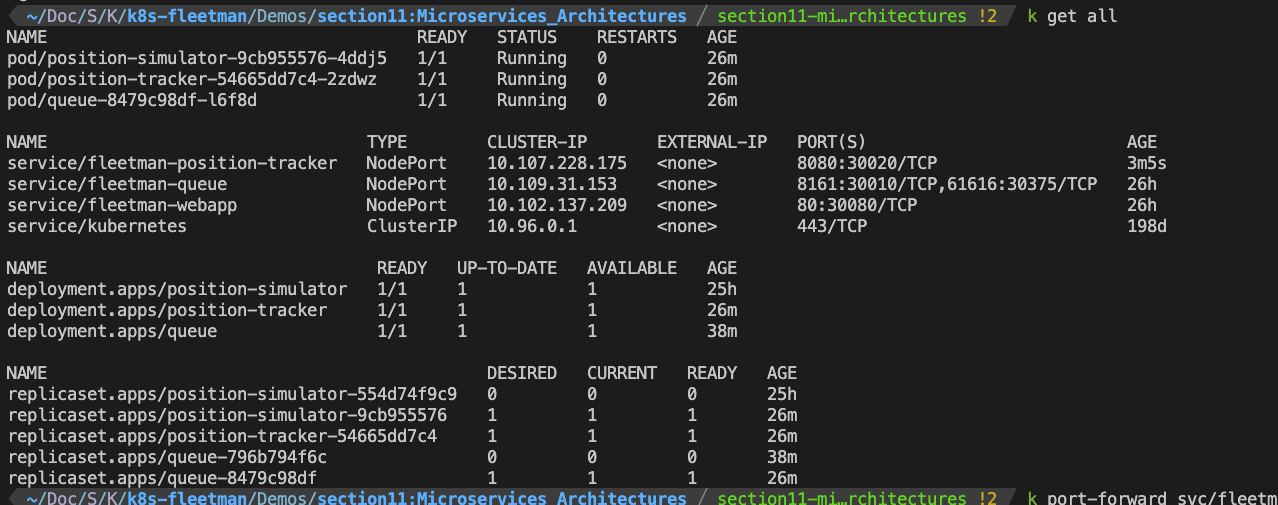 ~/Doc/S/K/k8s-fleetman/Demos/section11:Microservices_Architectures / section11-mi…rchitectures !2 / k get all
NAME READY STATUS RESTARTS AGE
pod/position-simulator-9cb955576-4ddj5 1/1 Running 0 26m
pod/position-tracker-54665dd7c4-2zdwz 1/1 Running 0 26m
pod/queue-8479c98df-l6f8d 1/1 Running 0 26m
NAME TYPE CLUSTER-IP EXTERNAL-IP PORT(S) AGE
service/fleetman-position-tracker NodePort 10.107.228.175 <none> 8080:30020/TCP 3m5s
service/fleetman-queue NodePort 10.109.31.153 <none> 8161:30010/TCP,61616:30375/TCP 26h
service/fleetman-webapp NodePort 10.102.137.209 <none> 80:30080/TCP 26h
service/kubernetes ClusterIP 10.96.0.1 <none> 443/TCP 198d
NAME READY UP-TO-DATE AVAILABLE AGE
deployment.apps/position-simulator 1/1 1 1 25h
deployment.apps/position-tracker 1/1 1 1 26m
deployment.apps/queue 1/1 1 1 38m
NAME DESIRED CURRENT READY AGE
replicaset.apps/position-simulator-554d74f9c9 0 0 0 25h
replicaset.apps/position-simulator-9cb955576 1 1 1 26m
replicaset.apps/position-tracker-54665dd7c4 1 1 1 26m
replicaset.apps/queue-796b794f6c 0 0 0 38m
replicaset.apps/queue-8479c98df 1 1 1 26m
~/Doc/S/K/k8s-fleetman/Demos/section11:Microservices_Architectures / section11-mi…rchitectures !2 / k port-forward svc/fleetm